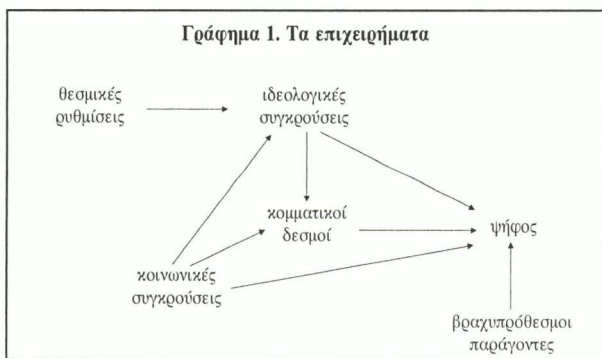 Γράφημα 1. Τα επιχειρήματα
θεσμικές
ρυθμίσεις
ιδεολογικές
συγκρούσεις
κομματικοί
δεσμοί
ψήφος
κοινωνικές
συγκρούσεις
βραχυπρόθεσμοι
παράγοντες